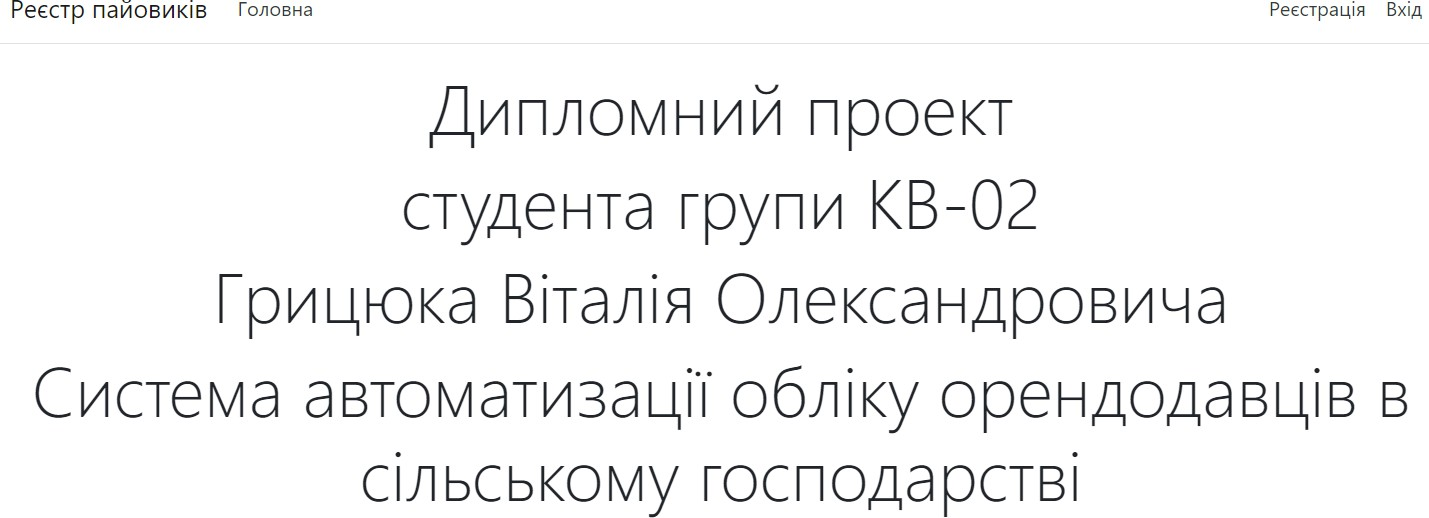 Реєстр пайовиків Головна Реєстрація Вхід
Дипломний проект
студента групи КВ-02
Грицюка Віталія Олександровича
Система автоматизації обліку орендодавців в
сільському господарстві